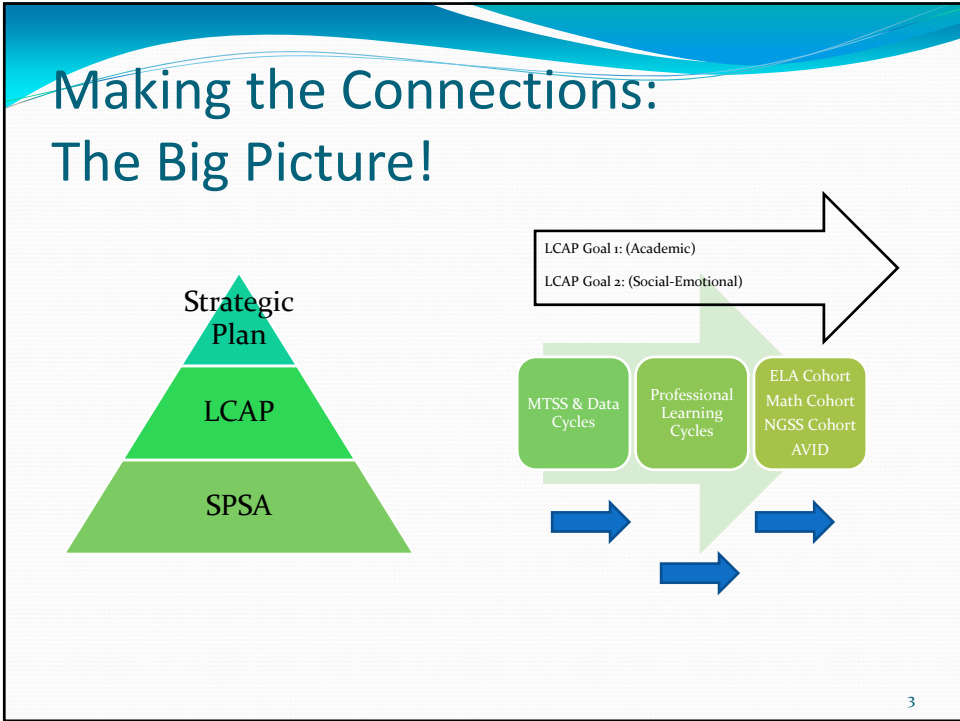 Making the Connections:
The Big Picture!
Strategic
Plan
LCAP
SPSA
LCAP Goal 1: (Academic)
LCAP Goal 2: (Social-Emotional)
MTSS & Data
Cycles
Professional
Learning
Cycles
ELA Cohort
Math Cohort
NGSS Cohort
AVID
3